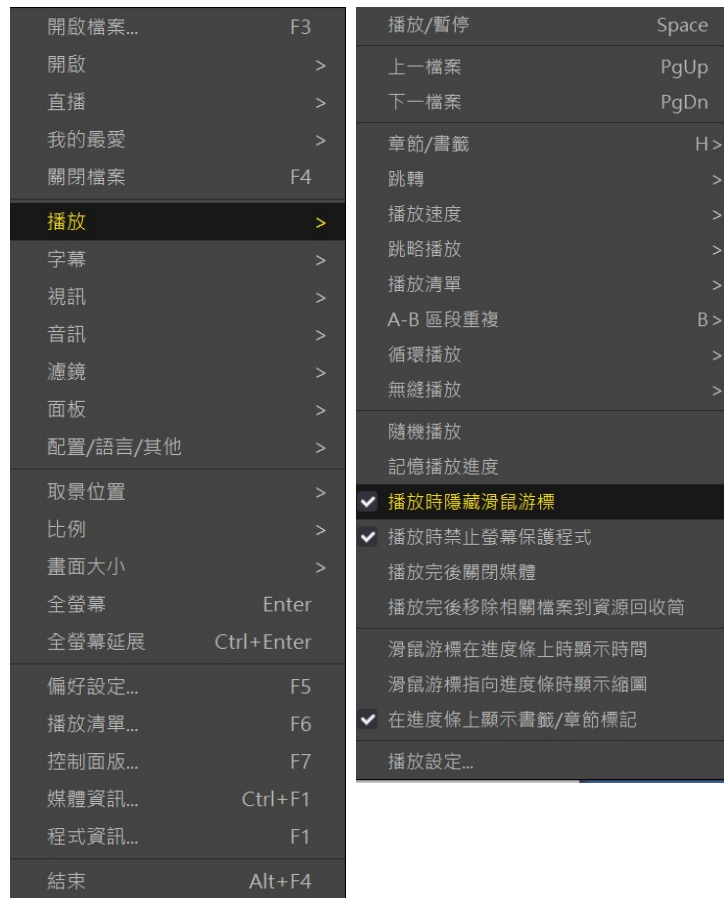 開啟檔案... F3
開啟 >
直播 >
我的最愛 >
關閉檔案 F4
播放 >
字幕 >
視訊 >
音訊 >
濾鏡 >
面板 >
配置/語言/其他 >
取景位置 >
比例 >
畫面大小 >
全螢幕 Enter
全螢幕延展 Ctrl+Enter
偏好設定... F5
播放清單... F6
控制面版... F7
媒體資訊... Ctrl+F1
程式資訊... F1
結束 Alt+F4
播放/暫停 Space
上一檔案 PgUp
下一檔案 PgDn
章節/書籤 H >
跳轉 >
播放速度 >
跳略播放 >
播放清單 >
A-B 區段重複 B >
循環播放 >
無縫播放 >
隨機播放
記憶播放進度
播放時隱藏滑鼠游標
播放時禁止螢幕保護程式
播放完後關閉媒體
播放完後移除相關檔案到資源回收筒
滑鼠游標在進度條上時顯示時間
滑鼠游標指向進度條時顯示縮圖
在進度條上顯示書籤/章節標記
播放設定...